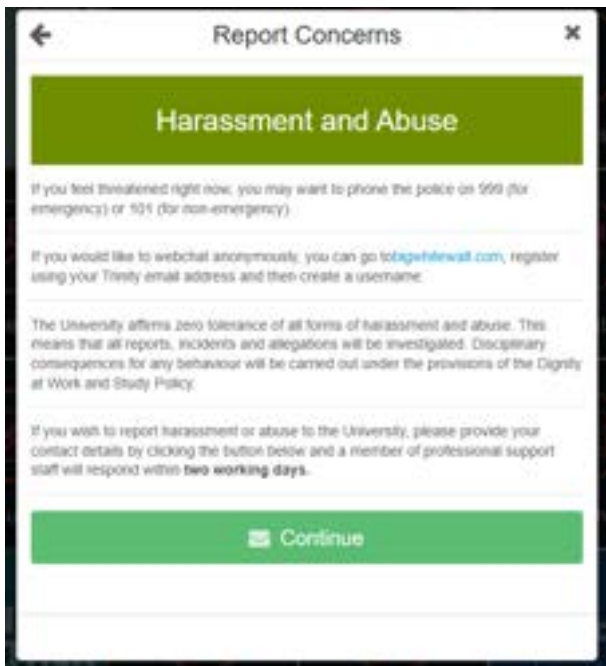 Report Concerns
Harassment and Abuse
If you feel threatened right now, you may want to phone the police on 999 (for
emergency) or 101 (for non-emergency)
If you would like to webchat anonymously, you can go tobigwhitewall.com, register
using your Trinity email address and then create a username
The University affirms zero tolerance of all forms of harassment and abuse. This
means that all reports, incidents and allegations will be investigated. Disciplinary
consequences for any behaviour will be carried out under the provisions of the Dignity
at Work and Study Policy.
If you wish to report harassment or abuse to the University, please provide your
contact details by clicking the button below and a member of professional support
staff will respond within two working days.
Continue